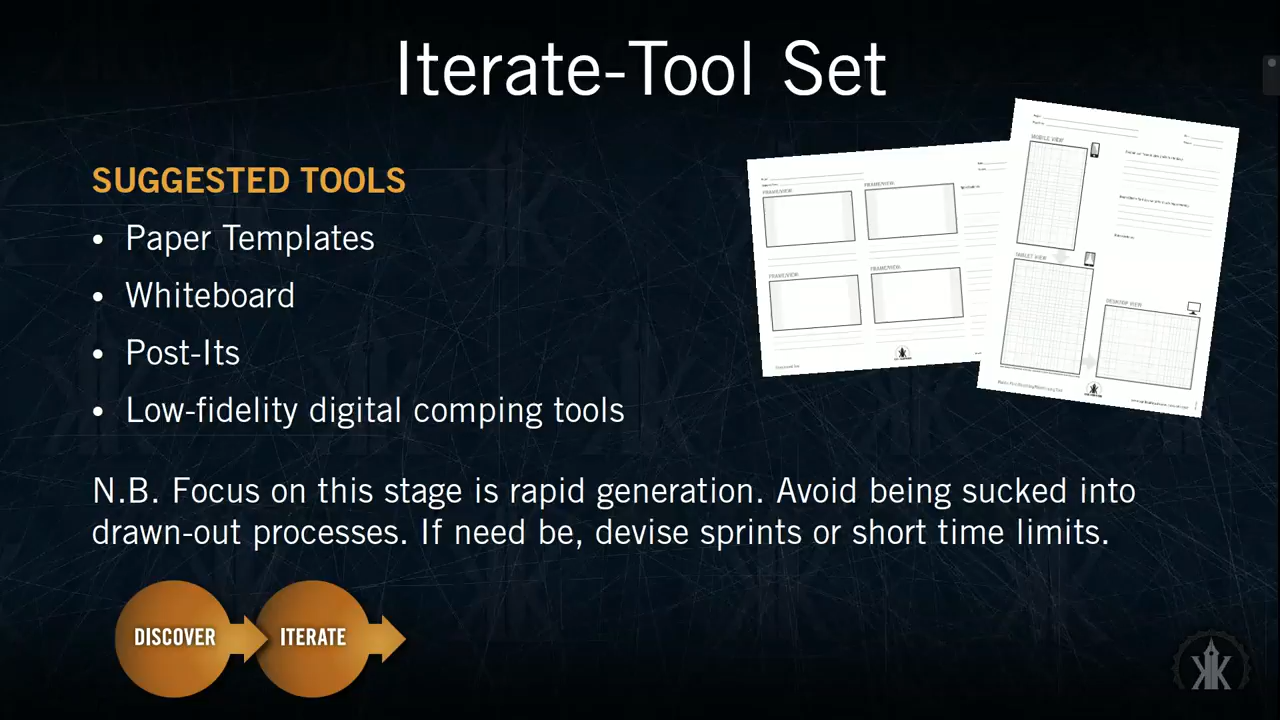 Iterate-Tool Set
SUGGESTED TOOLS
• Paper Templates
• Whiteboard
• Post-Its
• Low-fidelity digital comping tools
N.B. Focus on this stage is rapid generation. Avoid being sucked into
drawn-out processes. If need be, devise sprints or short time limits.
FRAME/VIEW:
FRAME/VIEW:
FRAME/VIEW:
FRAME/VIEW:
MOBILE VIEW
TABLET VIEW
DESKTOP VIEW
DISCOVER
ITERATE